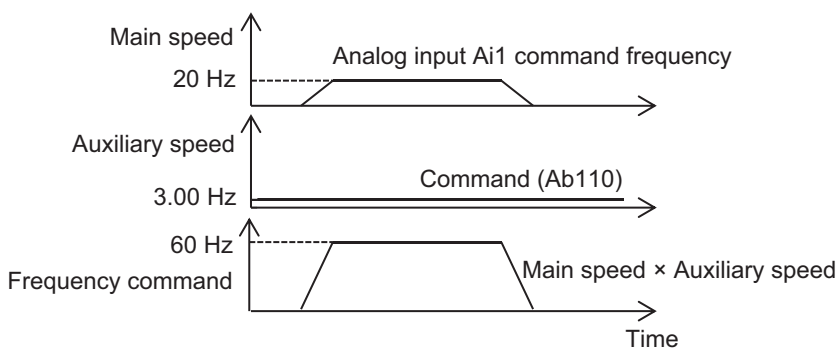 Main speed
Analog input Ai1 command frequency
20 Hz
Auxiliary speed
Command (Ab110)
3.00 Hz
60 Hz
Frequency command
Main speed × Auxiliary speed
Time